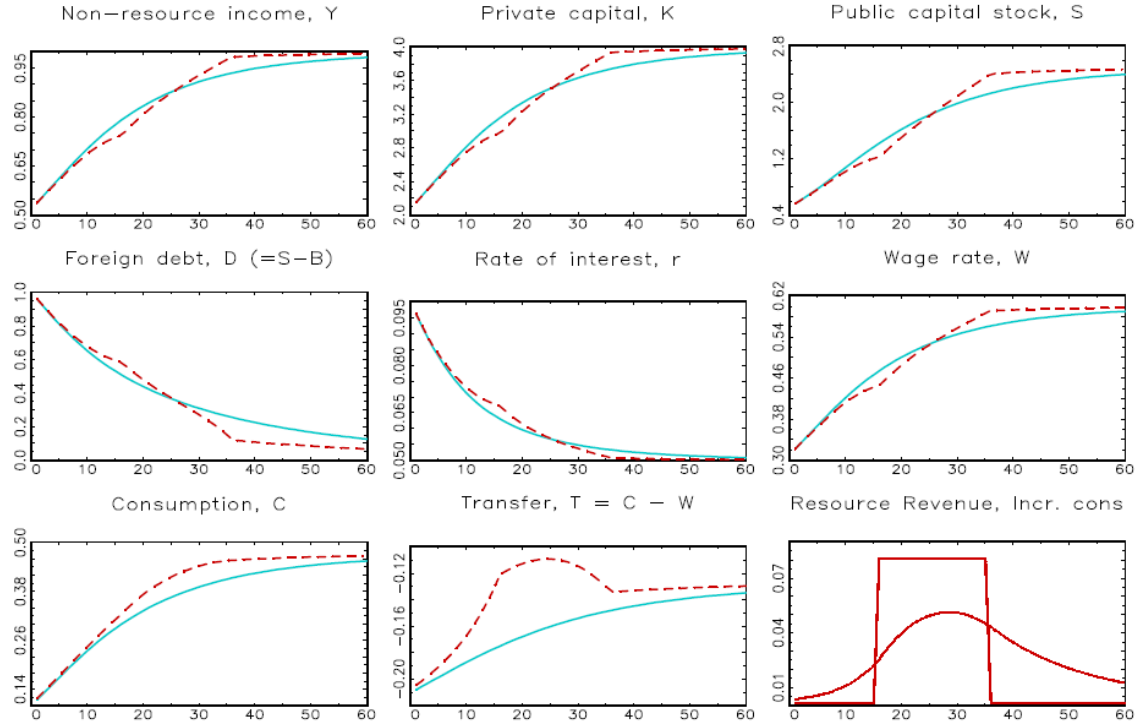 Non-resource income, Y
0.95
0.80
0.65
0.50
0 10 20 30 40 50 60
Private capital, K
4.0
3.6
3.2
2.8
2.4
2.0
0 10 20 30 40 50 60
Public capital stock, S
2.8
2.0
1.2
0.4
0 10 20 30 40 50 60
Foreign debt, D (=S−B)
1.0
0.8
0.6
0.4
0.2
0.0
0 10 20 30 40 50 60
Rate of interest, r
0.095
0.080
0.065
0.050
0 10 20 30 40 50 60
Wage rate, W
0.62
0.54
0.46
0.38
0.30
0 10 20 30 40 50 60
Consumption, C
0.50
0.38
0.26
0.14
0 10 20 30 40 50 60
Transfer, T = C − W
−0.12
−0.16
−0.20
0 10 20 30 40 50 60
Resource Revenue, Incr. cons
0.07
0.04
0.01
0 10 20 30 40 50 60